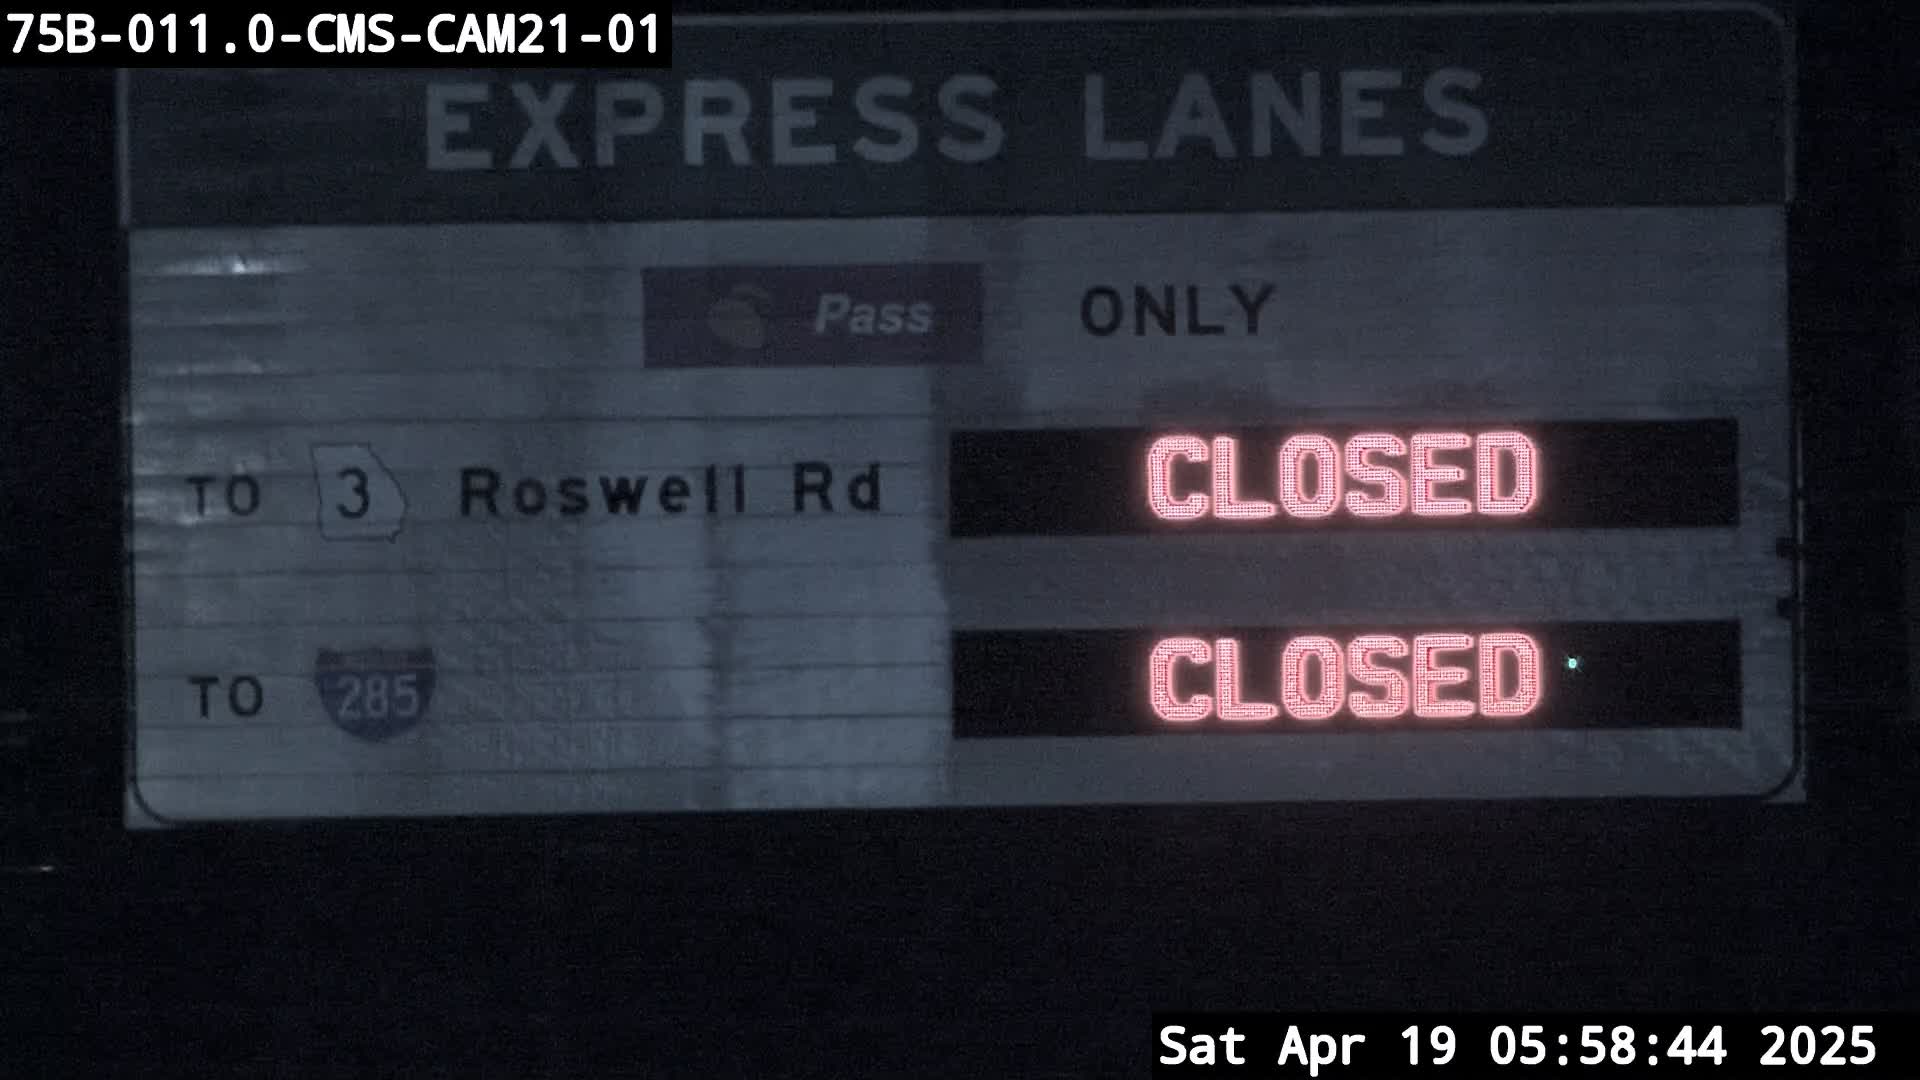 75B-011.0-CMS-CAM21-01
EXPRESS LANES
Pass ONLY
TO 3 Roswell Rd CLOSED
TO 285 CLOSED
Sat Apr 19 05:58:44 2025